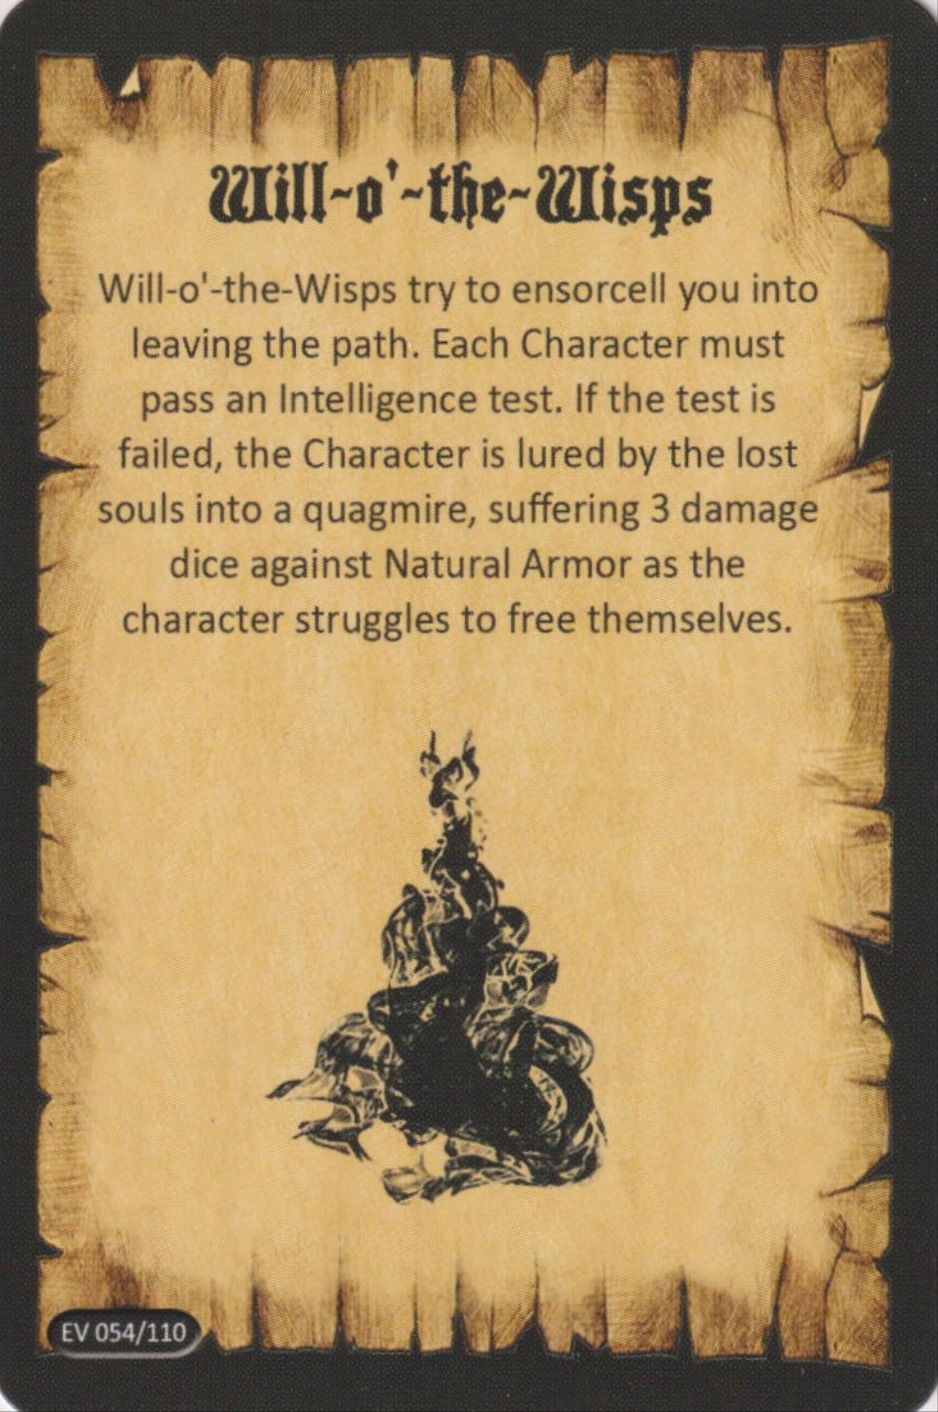 Will~o'~the~Wisps
Will-o'-the-Wisps try to ensorcell you into
leaving the path. Each Character must
pass an Intelligence test. If the test is
failed, the Character is lured by the lost
souls into a quagmire, suffering 3 damage
dice against Natural Armor as the
character struggles to free themselves.
EV 054/110